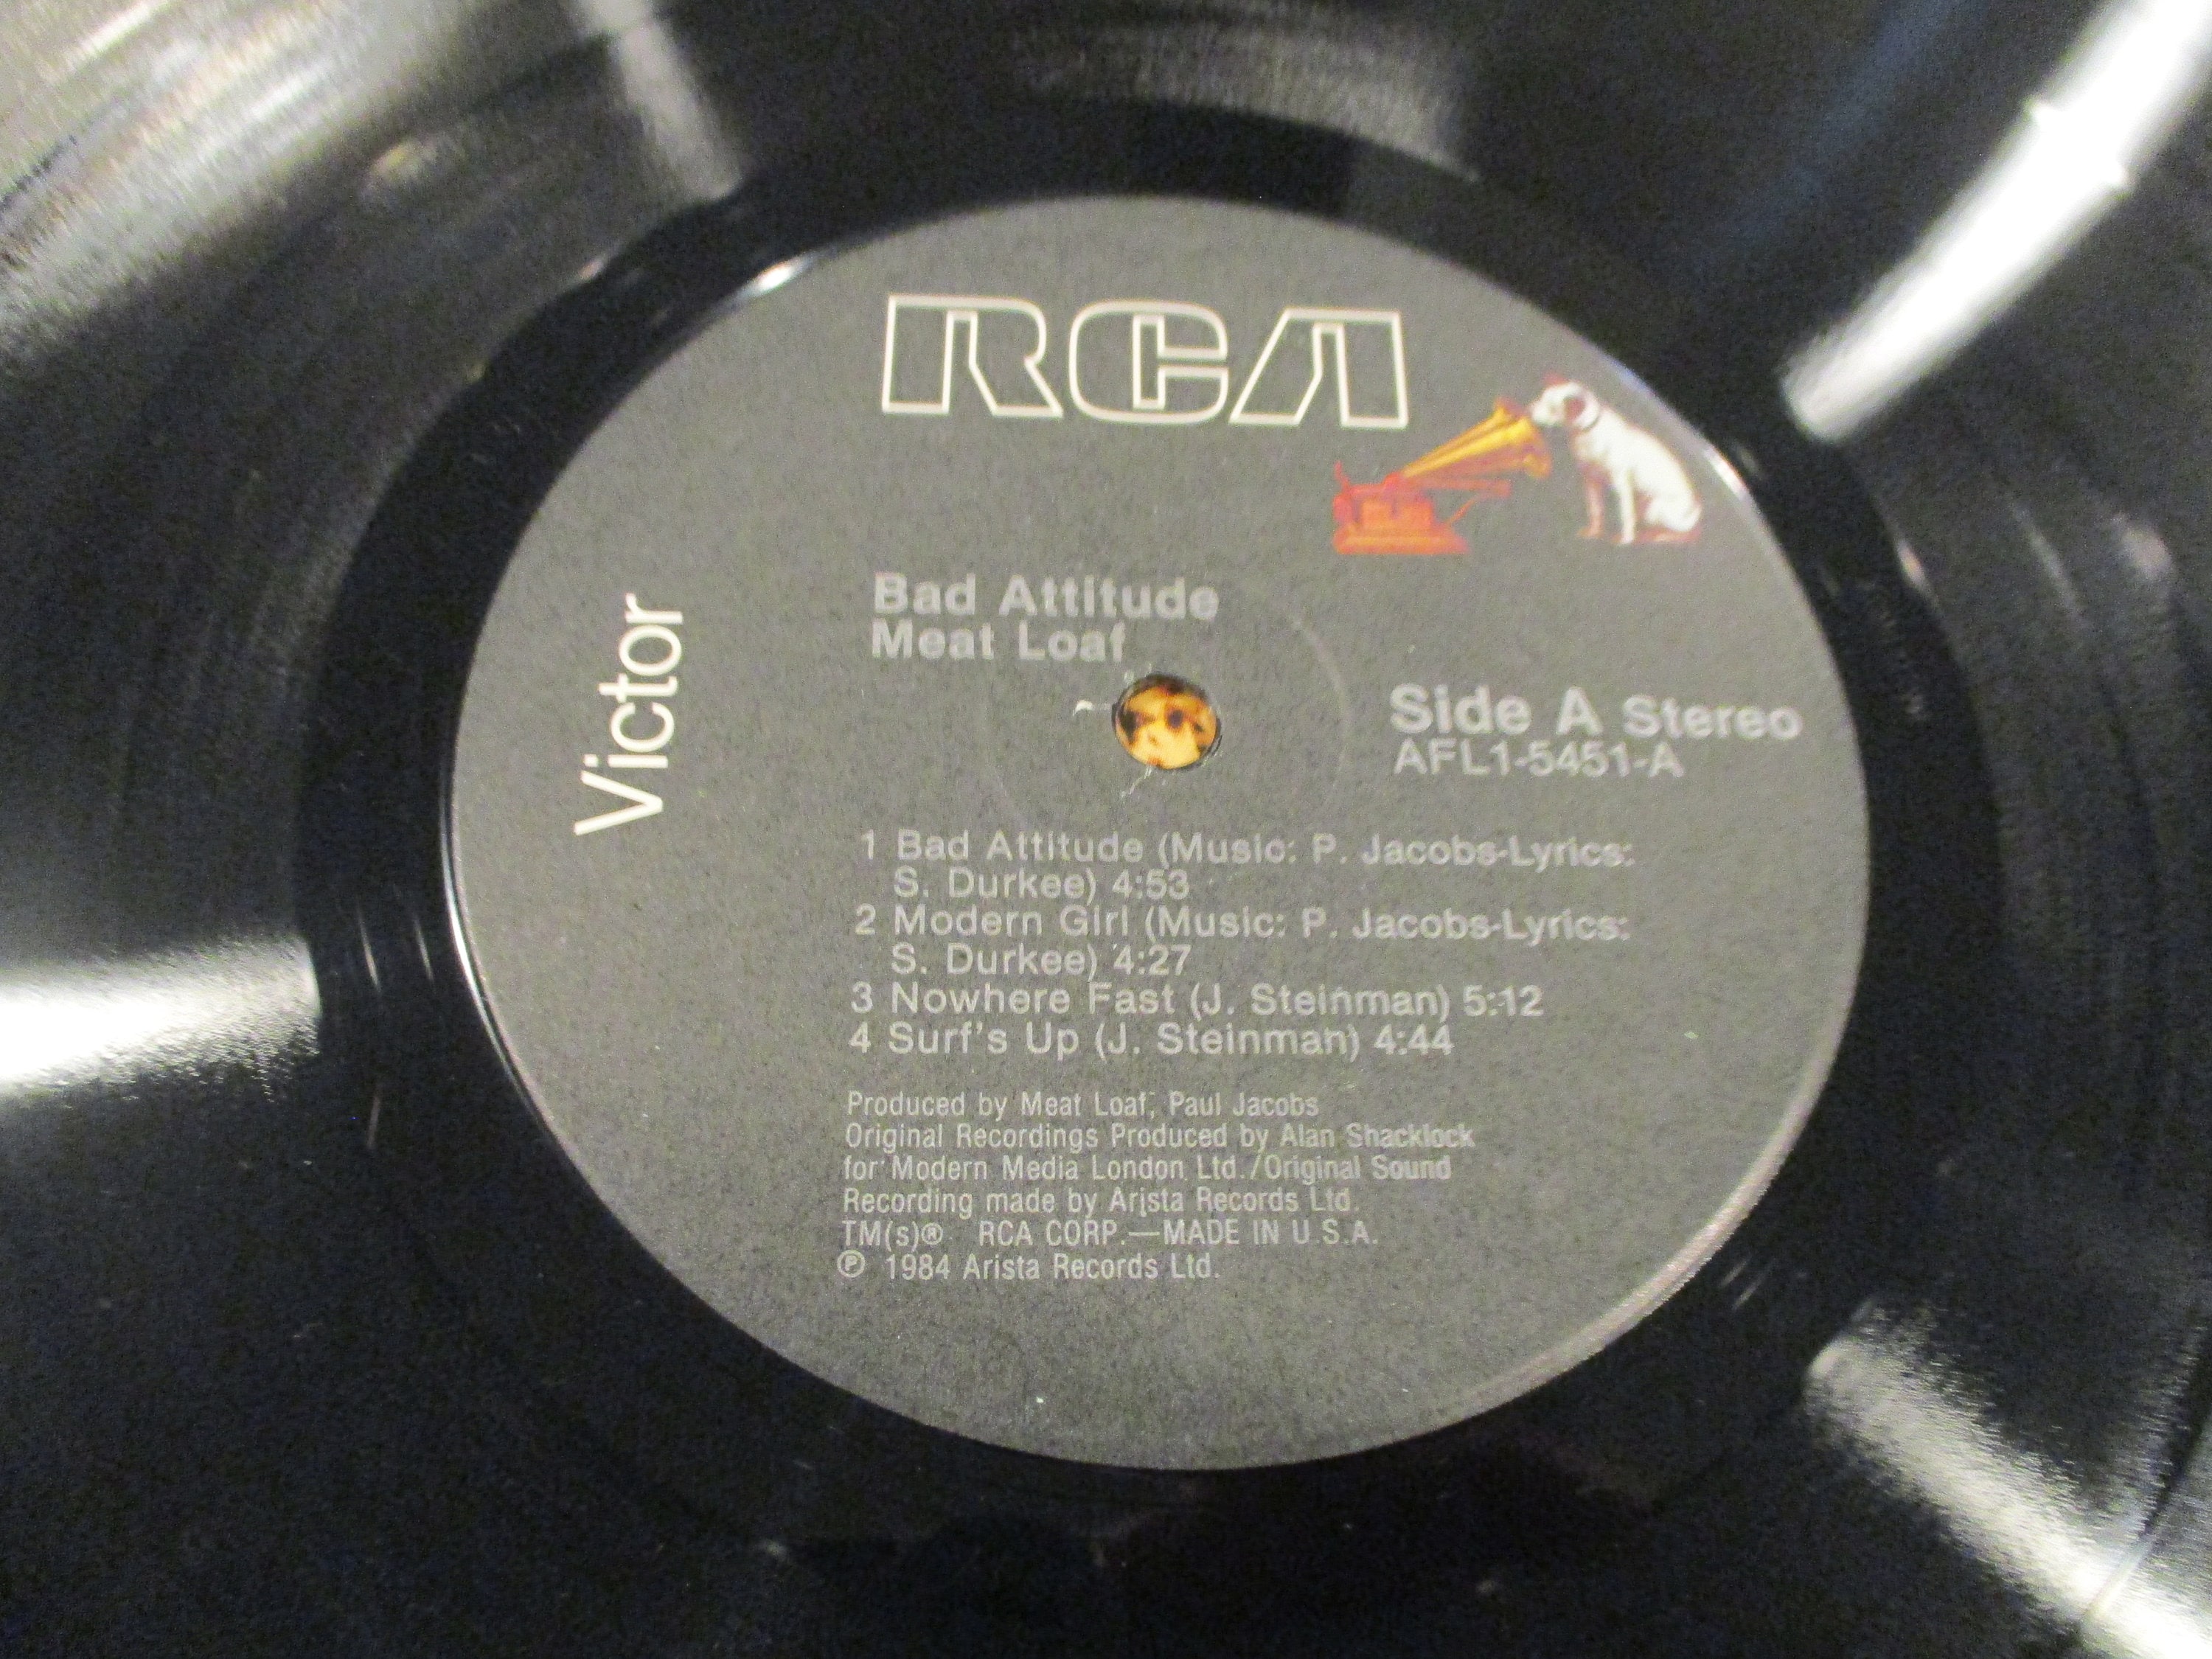 RCA
Victor
Bad Attitude
Meat Loaf
Side A Stereo
AFL1-5451-A
1 Bad Attitude (Music: P. Jacobs-Lyrics:
S. Durkee) 4:53
2 Modern Girl (Music: P. Jacobs-Lyrics:
S. Durkee) 4:27
3 Nowhere Fast (J. Steinman) 5:12
4 Surf's Up (J. Steinman) 4:44
Produced by Meat Loaf, Paul Jacobs
Original Recordings Produced by Alan Shacklock
for Modern Media London Ltd./Original Sound
Recording made by Arista Records Ltd.
TM(s)® RCA CORP.—MADE IN U.S.A.
℗ 1984 Arista Records Ltd.